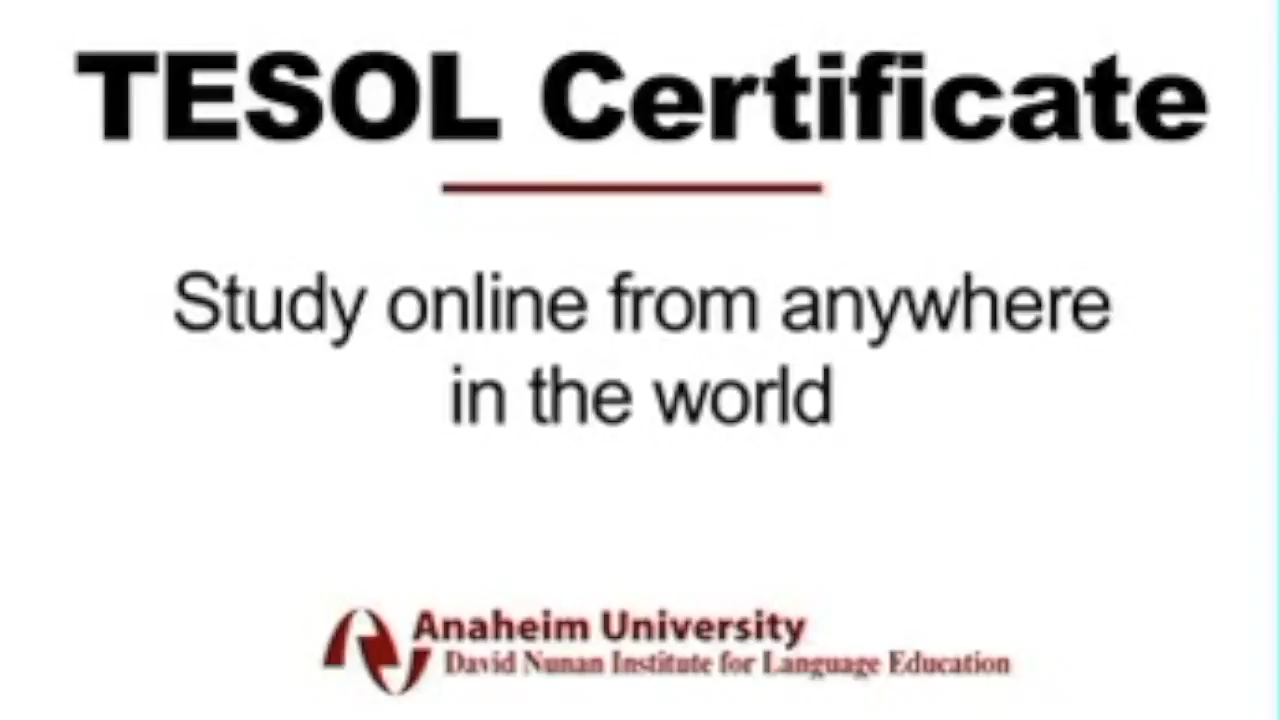 TESOL Certificate
Study online from anywhere
in the world
Anaheim University
David Nunan Institute for Language Education